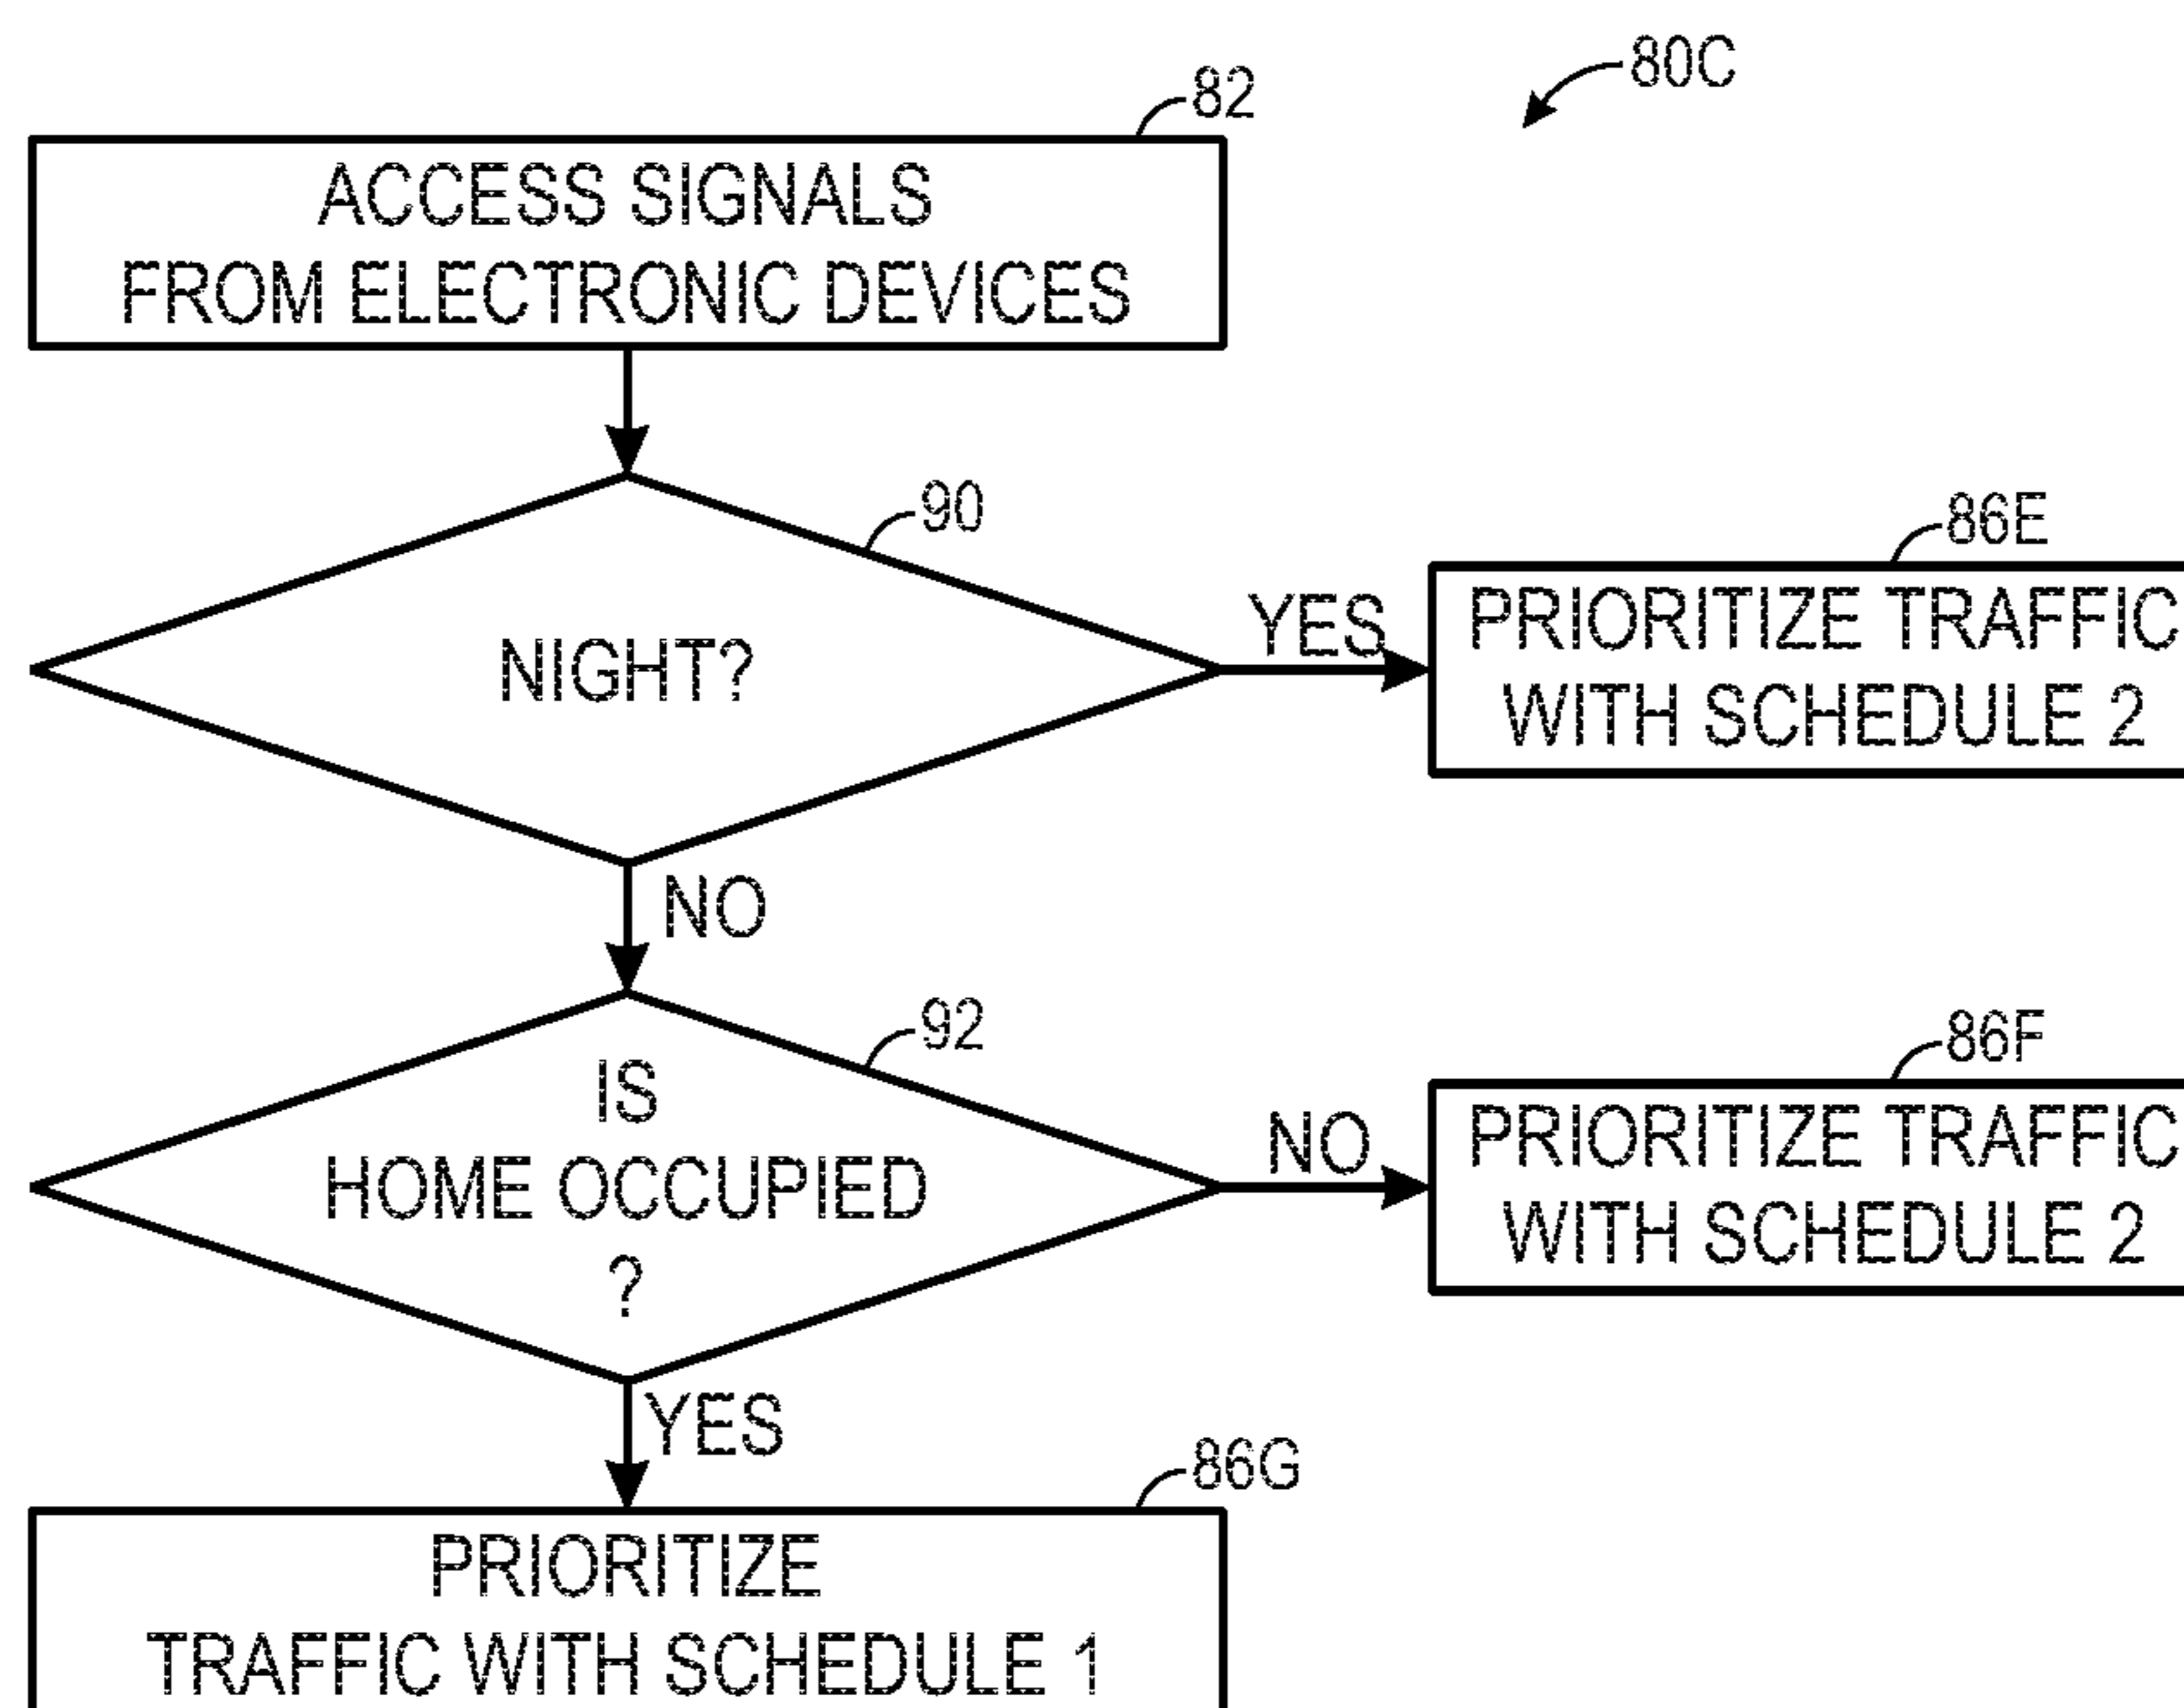 80C
82
ACCESS SIGNALS
FROM ELECTRONIC DEVICES
90
NIGHT?
YES
86E
PRIORITIZE TRAFFIC
WITH SCHEDULE 2
NO
92
IS
HOME OCCUPIED
?
NO
86F
PRIORITIZE TRAFFIC
WITH SCHEDULE 2
YES
86G
PRIORITIZE
TRAFFIC WITH SCHEDULE 1